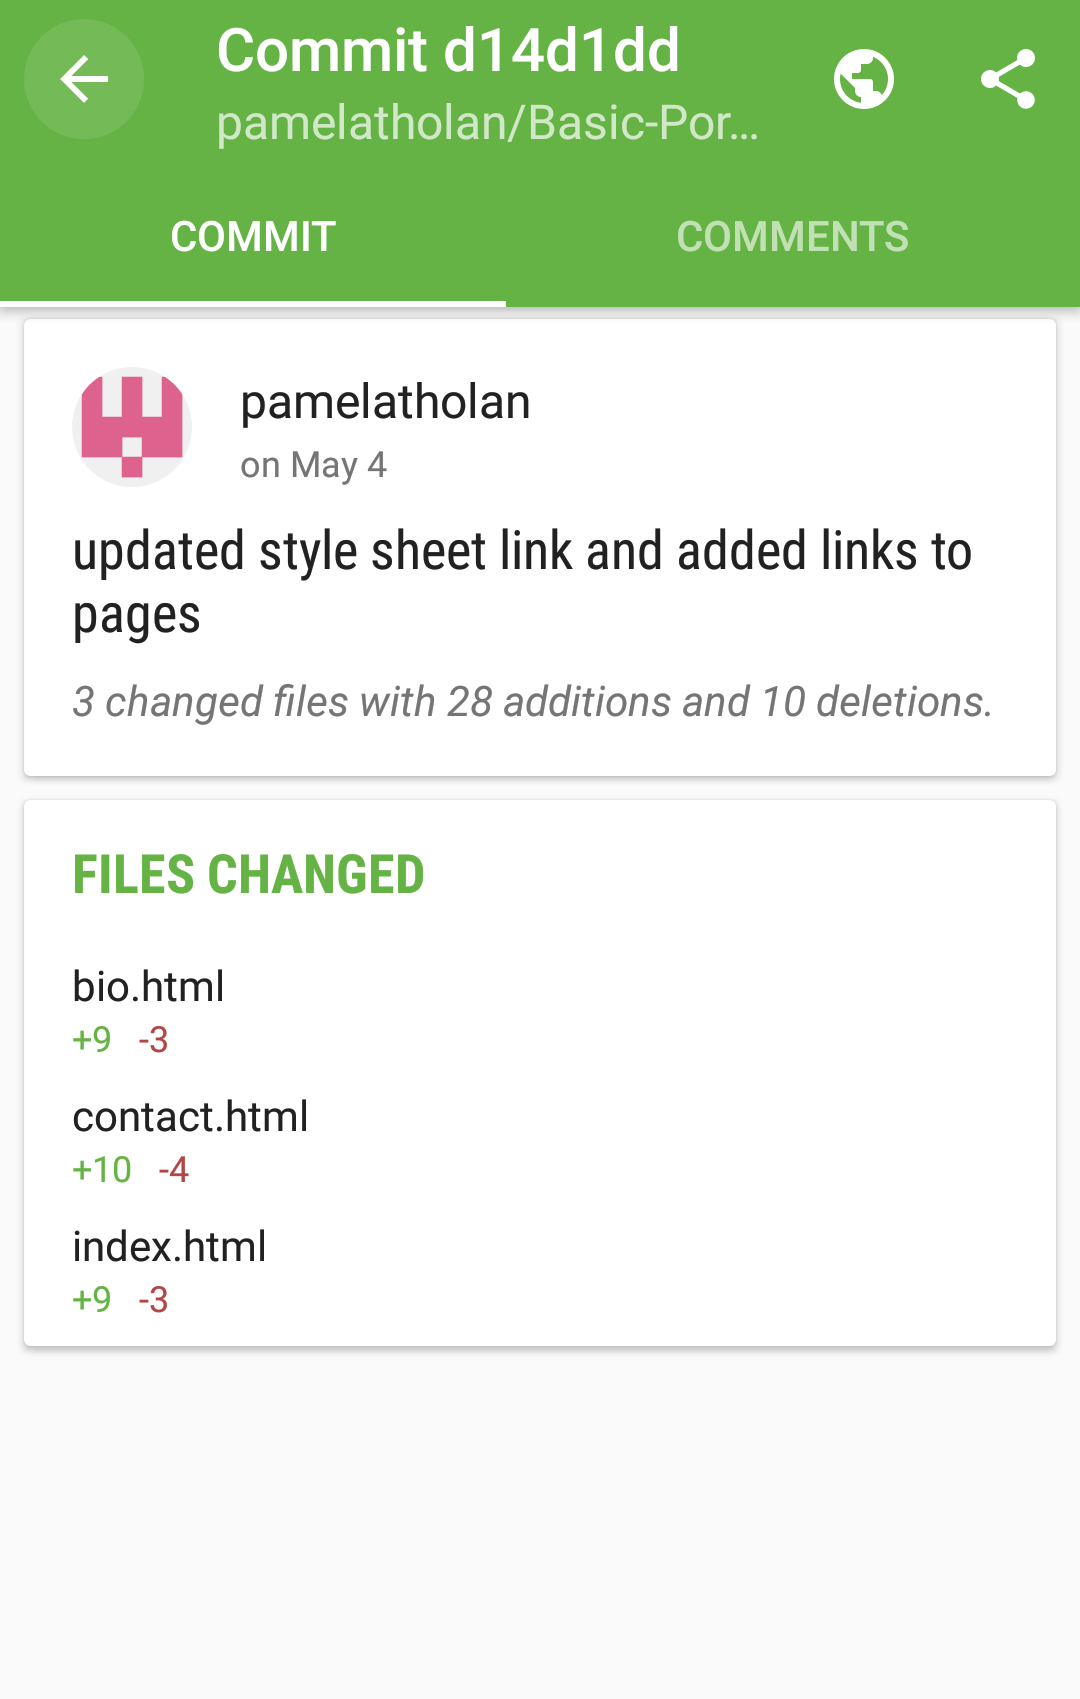 Commit d14d1dd
pamelatholan/Basic-Por...
COMMIT
COMMENTS
pamelatholan
on May 4
updated style sheet link and added links to
pages
3 changed files with 28 additions and 10 deletions.
FILES CHANGED
bio.html
+9 -3
contact.html
+10 -4
index.html
+9 -3